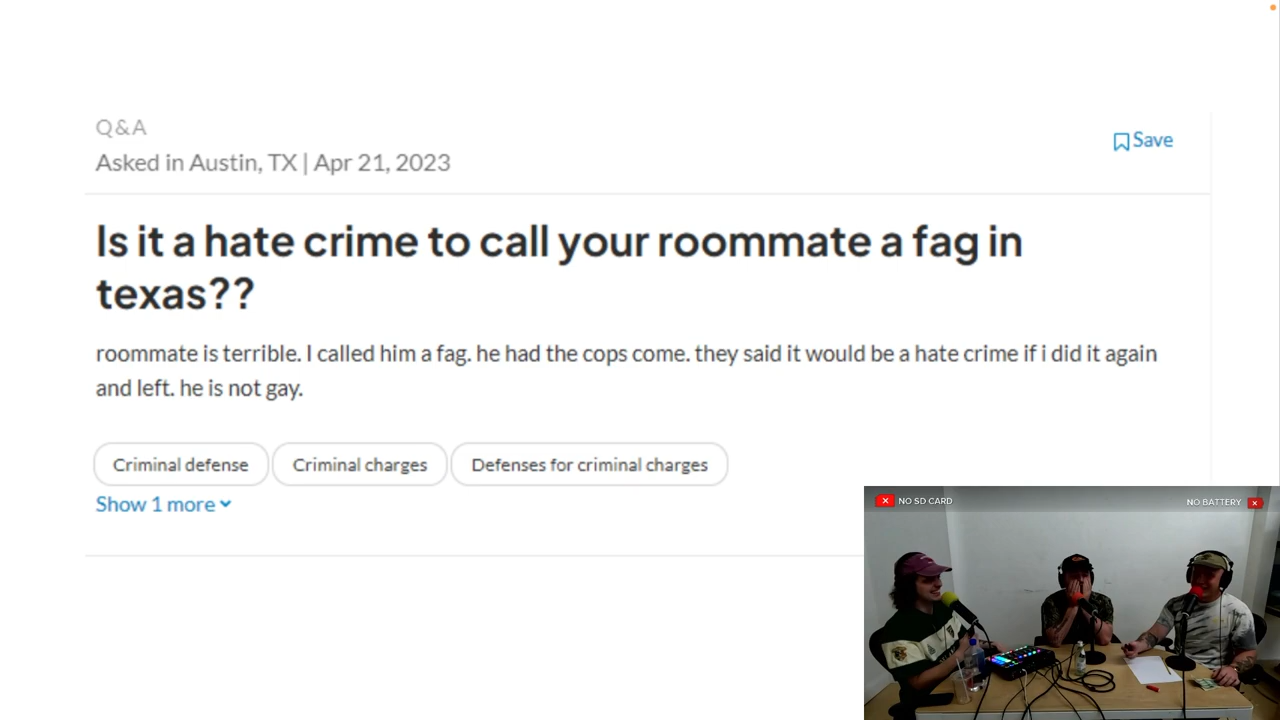 Q&A
Save
Asked in Austin, TX | Apr 21, 2023
Is it a hate crime to call your roommate a fag in
texas??
roommate is terrible. I called him a fag. he had the cops come. they said it would be a hate crime if i did it again
and left. he is not gay.
Criminal defense
Criminal charges
Defenses for criminal charges
Show 1 more
NO SD CARD
NO BATTERY